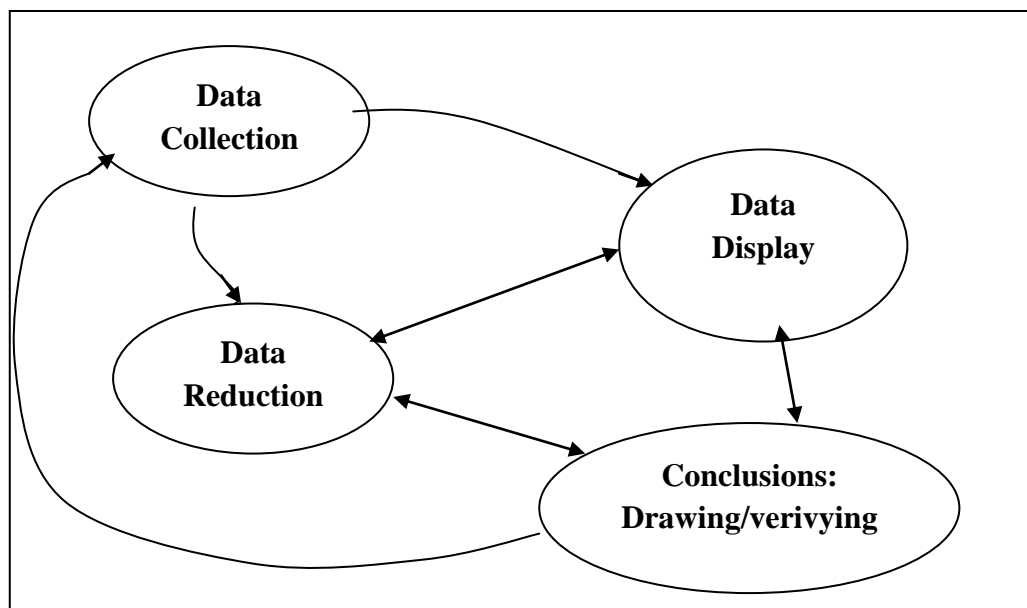 Data
Collection
Data
Display
Data
Reduction
Conclusions:
Drawing/verivying